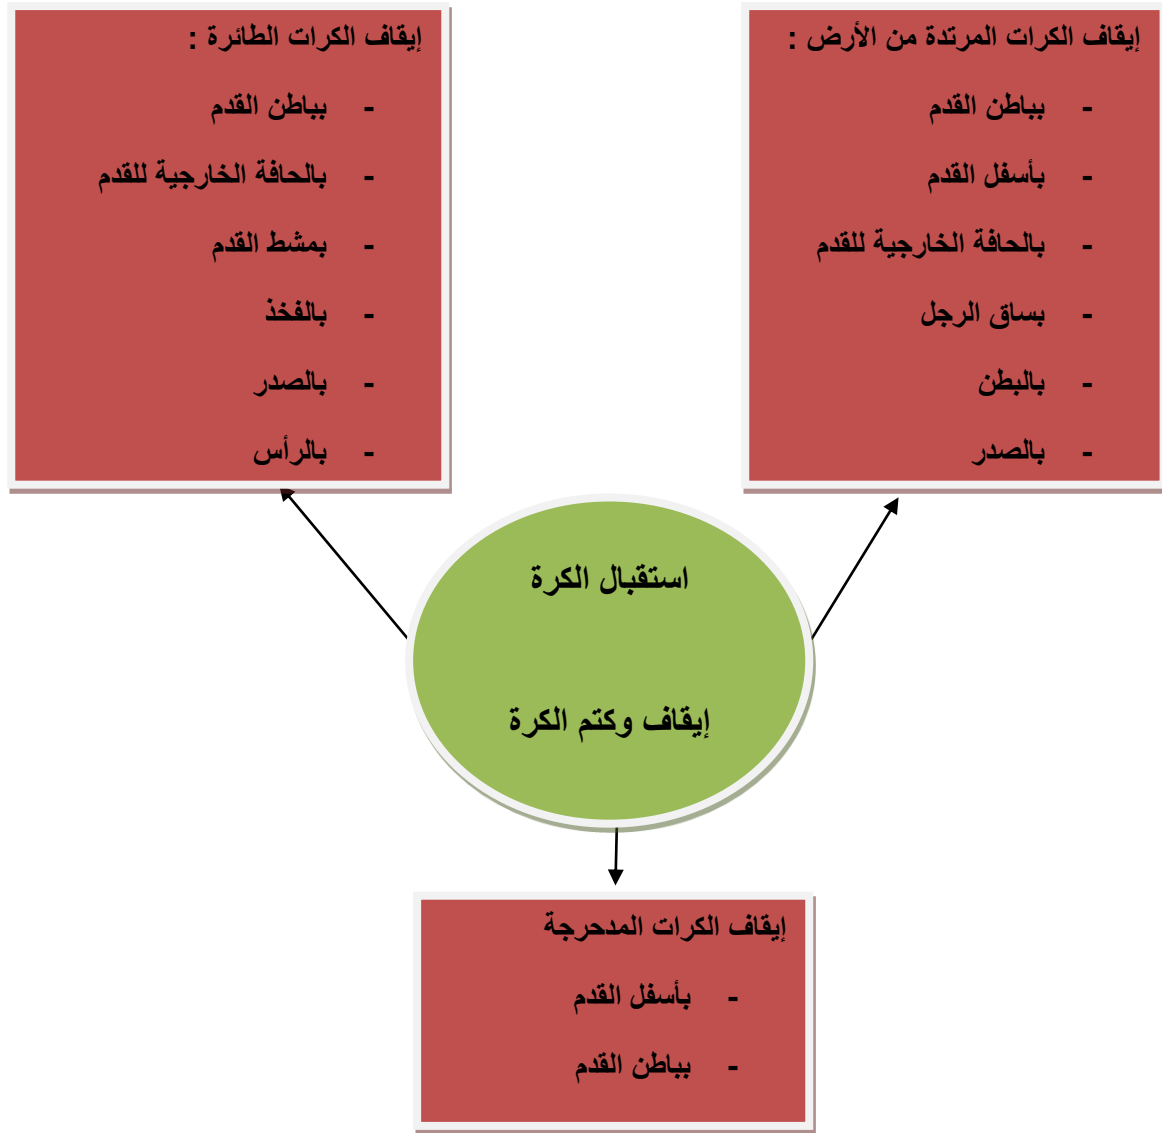 إيقاف الكرات المرتدة من الأرض :
- بباطن القدم
- بأسفل القدم
- بالحافة الخارجية للقدم
- بساق الرجل
- بالبطن
- بالصدر
إيقاف الكرات الطائرة :
- بباطن القدم
- بالحافة الخارجية للقدم
- بمشط القدم
- بالفخذ
- بالصدر
- بالرأس
استقبال الكرة
إيقاف وكتم الكرة
إيقاف الكرات المدحرجة
- بأسفل القدم
- بباطن القدم